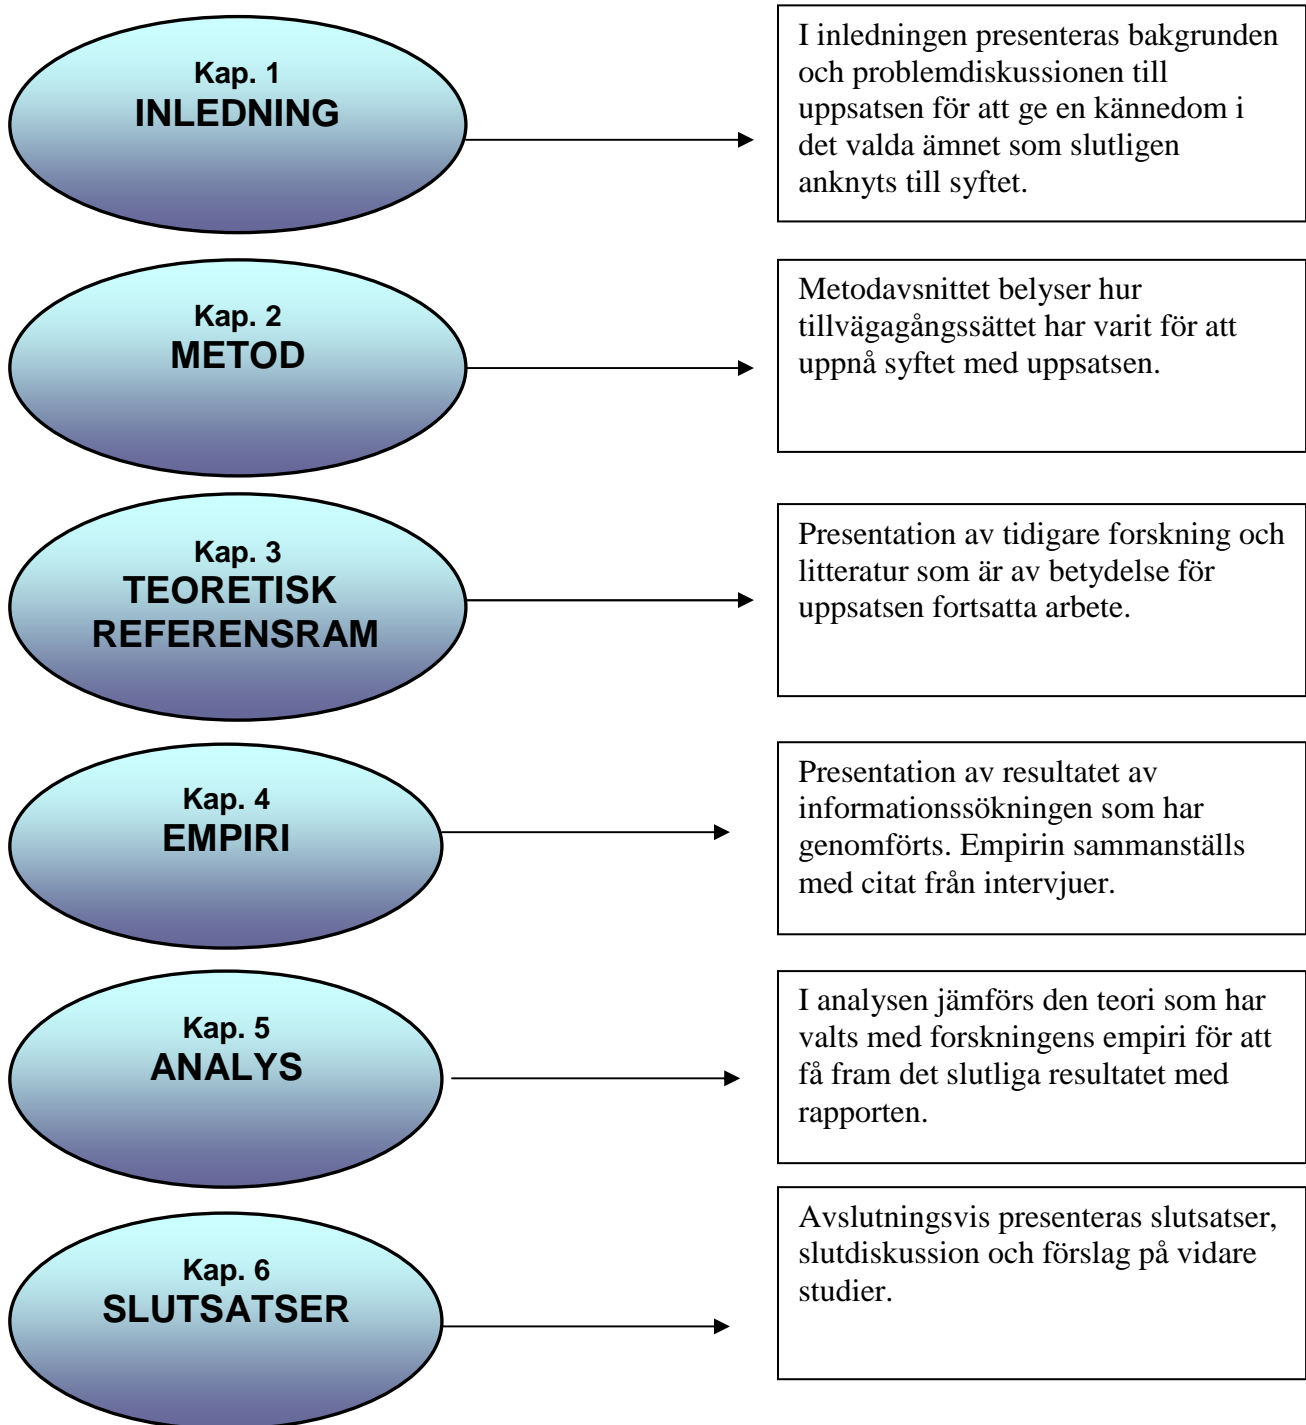 Kap. 1
INLEDNING
I inledningen presenteras bakgrunden
och problemdiskussionen till
uppsatsen för att ge en kännedom i
det valda ämnet som slutligen
anknyts till syftet.
Kap. 2
METOD
Metodavsnittet belyser hur
tillvägagångssättet har varit för att
uppnå syftet med uppsatsen.
Kap. 3
TEORETISK
REFERENSRAM
Presentation av tidigare forskning och
litteratur som är av betydelse för
uppsatsen fortsatta arbete.
Kap. 4
EMPIRI
Presentation av resultatet av
informationssökningen som har
genomförts. Empirin sammanställs
med citat från intervjuer.
Kap. 5
ANALYS
I analysen jämförs den teori som har
valts med forskningens empiri för att
få fram det slutliga resultatet med
rapporten.
Kap. 6
SLUTSATSER
Avslutningsvis presenteras slutsatser,
slutdiskussion och förslag på vidare
studier.